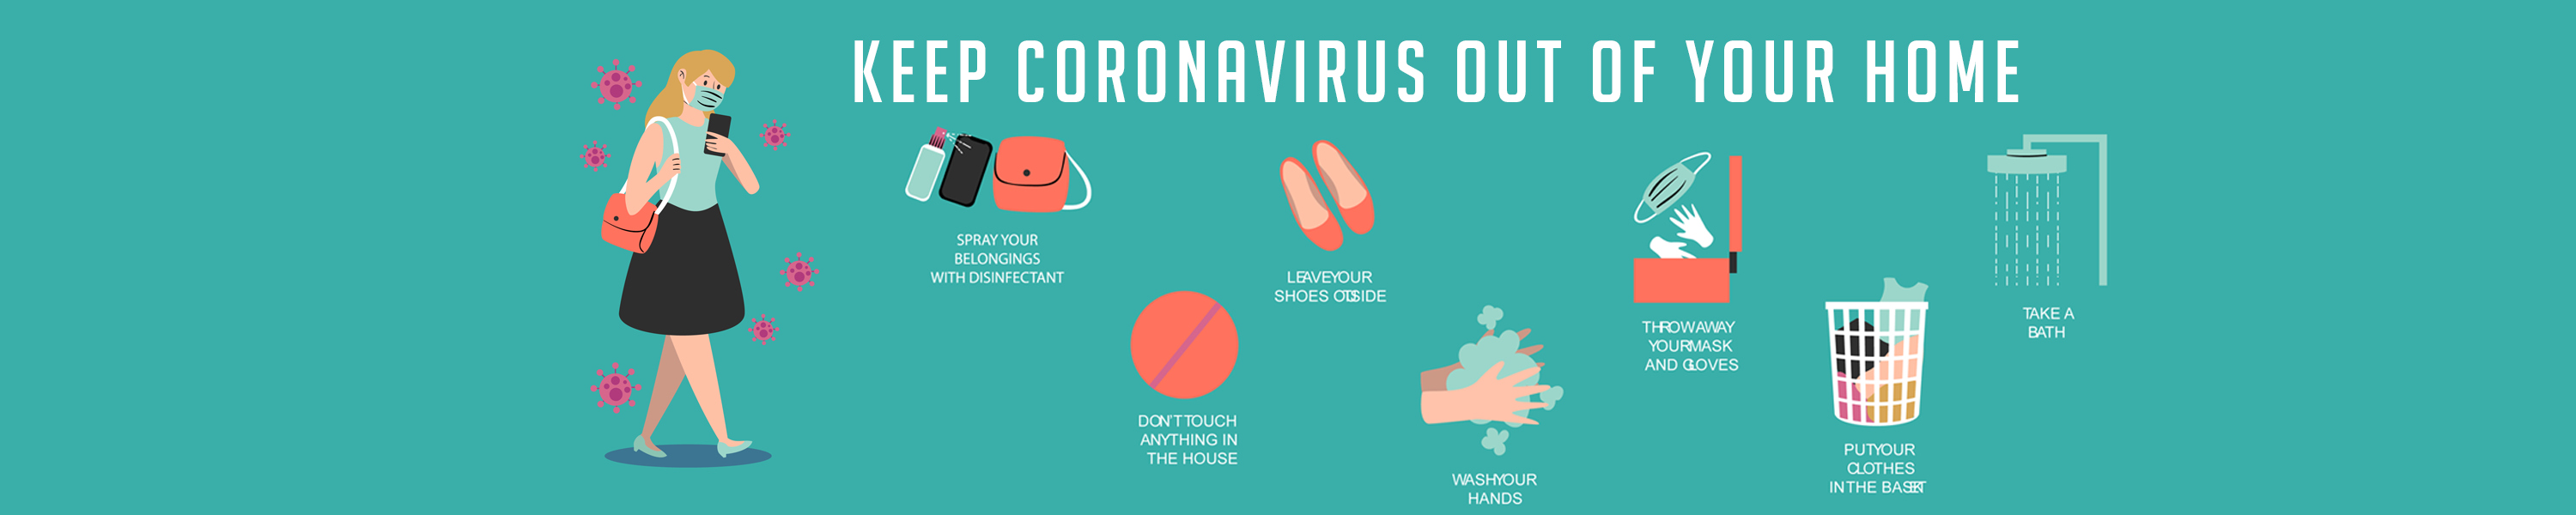 KEEP CORONAVIRUS OUT OF YOUR HOME
SPRAY YOUR
BELONGINGS
WITH DISINFECTANT
DON'T TOUCH
ANYTHING IN
THE HOUSE
LEAVE YOUR
SHOES OUTSIDE
WASH YOUR
HANDS
THROW AWAY
YOUR MASK
AND GLOVES
PUT YOUR
CLOTHES
IN THE BASKET
TAKE A
BATH